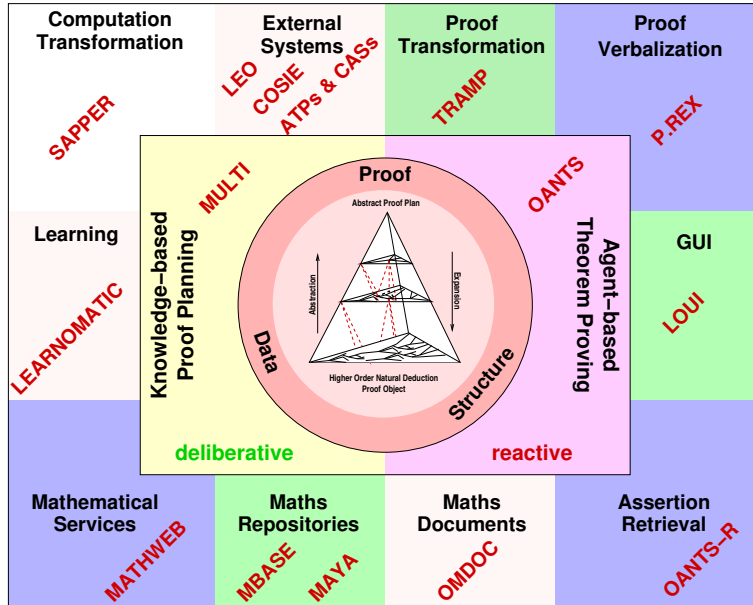 Computation
Transformation
SAPPER
External
Systems
LEO
COSIE
ATPs & CASs
Proof
Transformation
TRAMP
Proof
Verbalization
P.REX
Learning
LEARNOMATIC
Knowledge−based
Proof Planning
MULTI
deliberative
Proof
Data
Structure
Abstract Proof Plan
Abstraction
Expansion
Higher Order Natural Deduction
Proof Object
OANTS
Agent−based
Theorem Proving
reactive
GUI
LOUI
Mathematical
Services
MATHWEB
Maths
Repositories
MBASE
MAYA
Maths
Documents
OMDOC
Assertion
Retrieval
OANTS−R